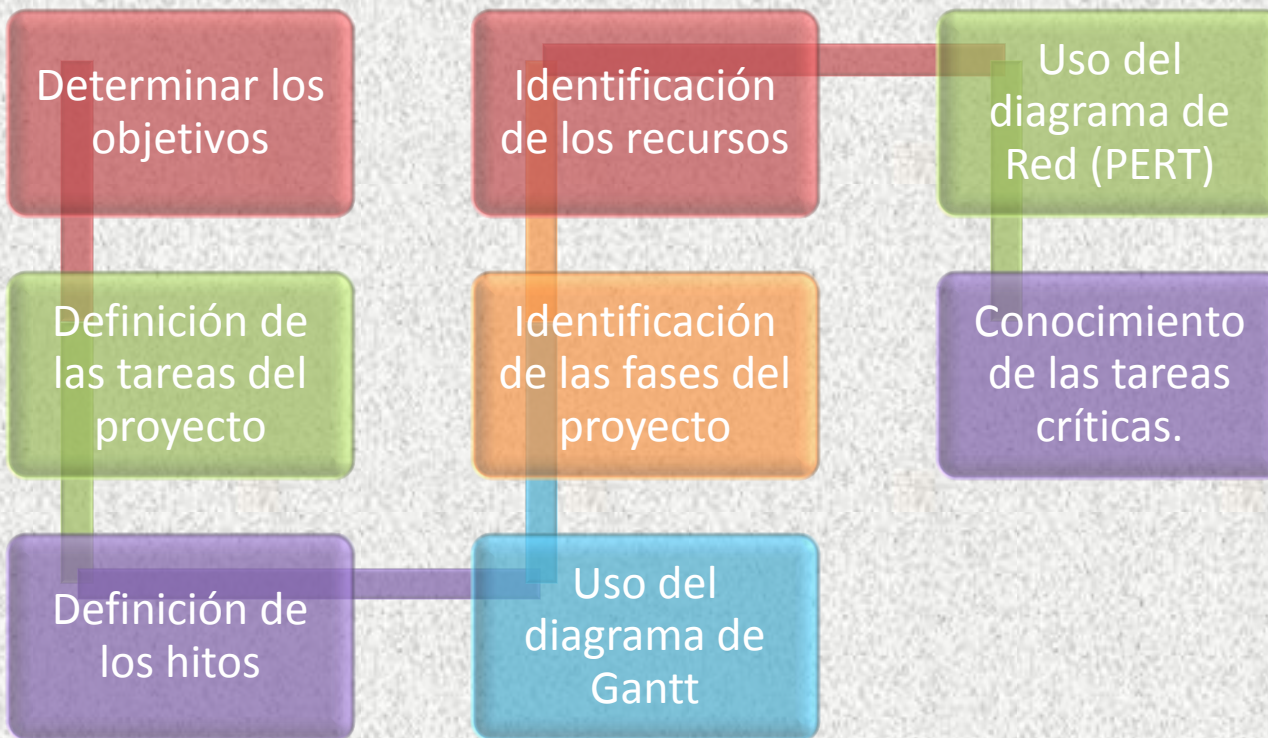 Determinar los
objetivos
Definición de
las tareas del
proyecto
Definición de
los hitos
Uso del
diagrama de
Gantt
Identificación
de las fases del
proyecto
Identificación
de los recursos
Uso del
diagrama de
Red (PERT)
Conocimiento
de las tareas
críticas.